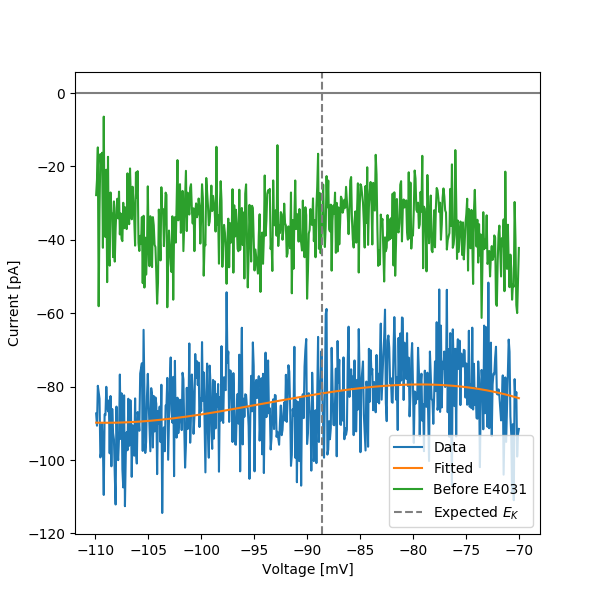 0
−20
−40
−60
−80
−100
−120
Current [pA]
−110
−105
−100
−95
−90
−85
−80
−75
−70
Voltage [mV]
Data
Fitted
Before E4031
Expected E_K